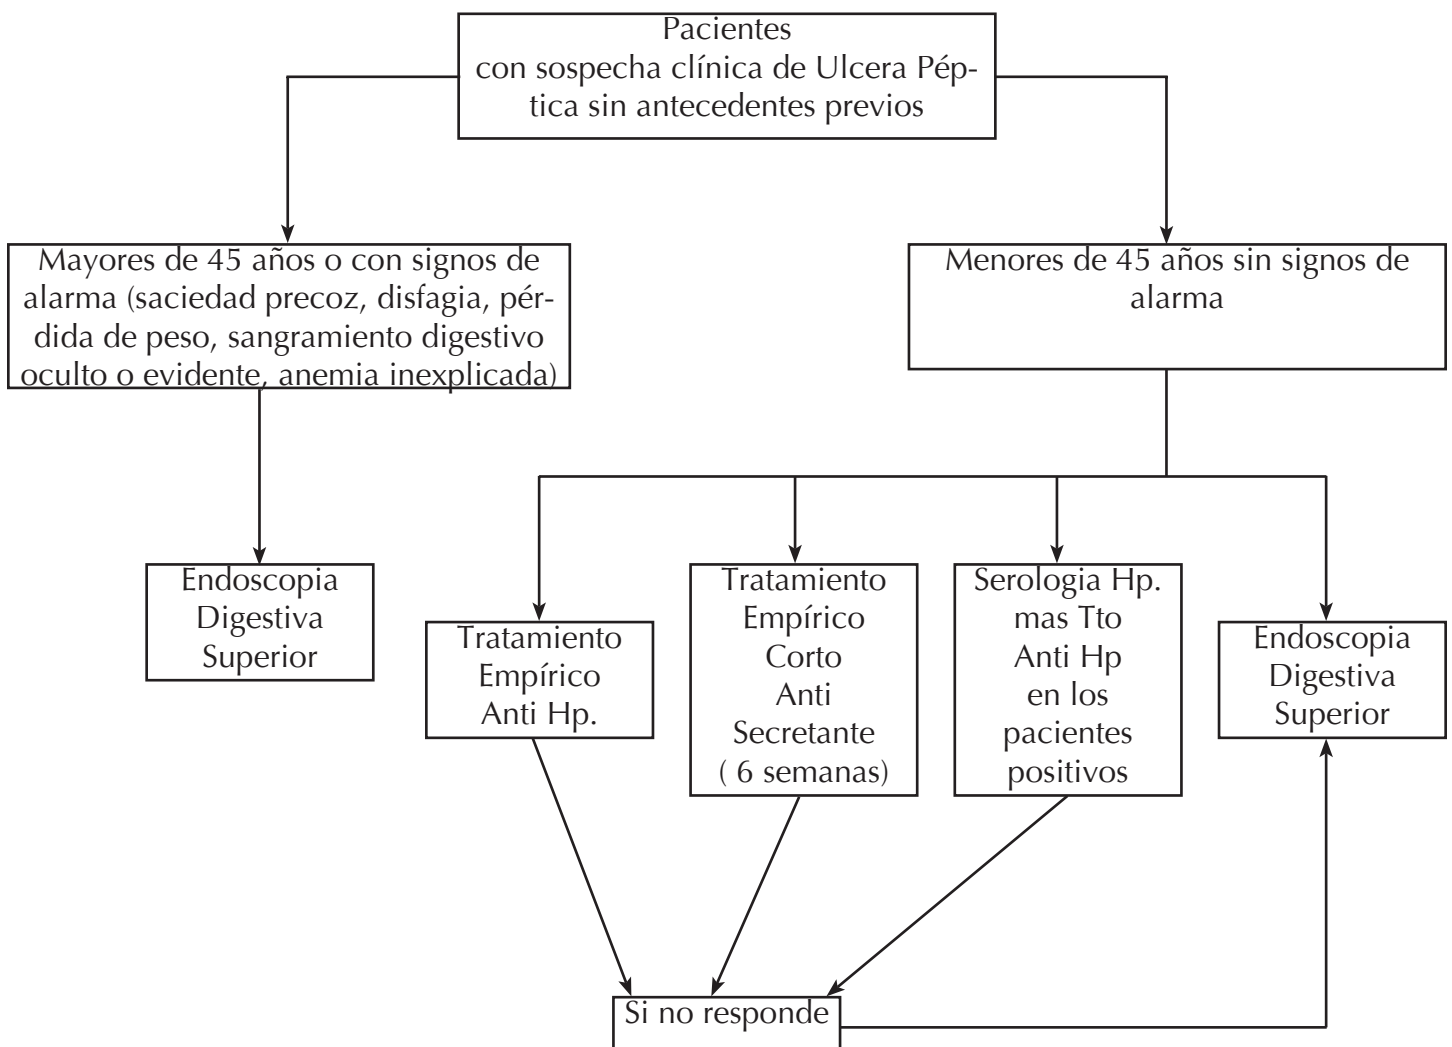 Pacientes
con sospecha clínica de Ulcera Pép-
tica sin antecedentes previos
Mayores de 45 años o con signos de
alarma (saciedad precoz, disfagia, pér-
dida de peso, sangramiento digestivo
oculto o evidente, anemia inexplicada)
Menores de 45 años sin signos de
alarma
Endoscopia
Digestiva
Superior
Tratamiento
Empírico
Anti Hp.
Tratamiento
Empírico
Corto
Anti
Secretante
( 6 semanas)
Serologia Hp.
mas Tto
Anti Hp
en los
pacientes
positivos
Endoscopia
Digestiva
Superior
Si no responde